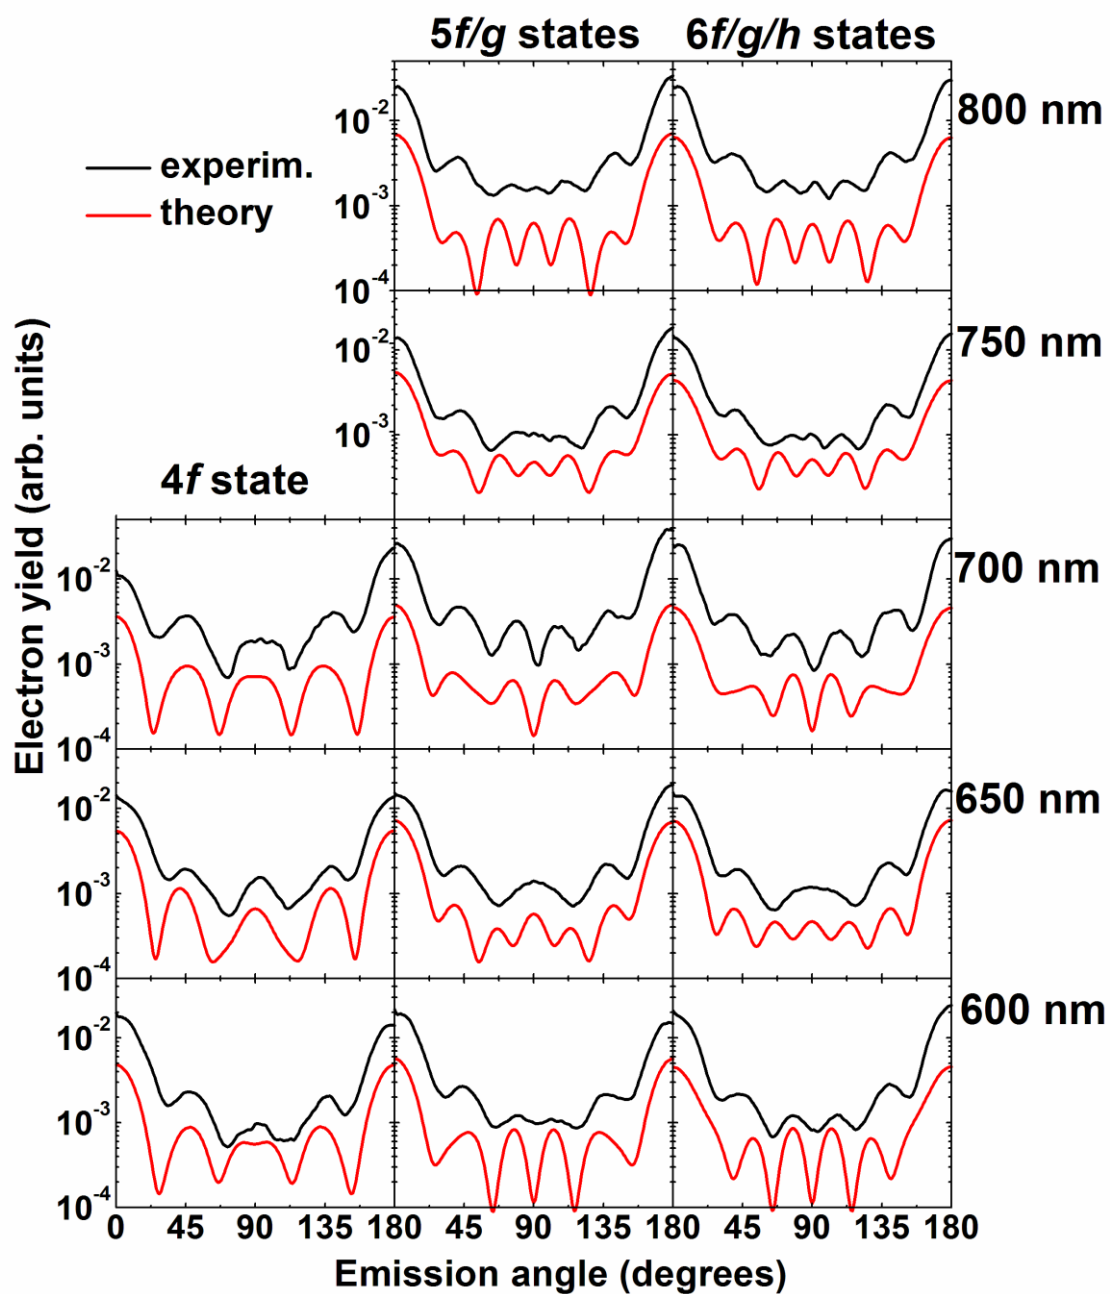 5f/g states 6f/g/h states
800 nm
10-2
10-3
10-4
experim.
theory
750 nm
10-2
10-3
4f state
700 nm
10-2
10-3
10-4
650 nm
10-2
10-3
10-4
600 nm
10-2
10-3
10-4
0 45 90 135 180 45 90 135 180 45 90 135 180
Emission angle (degrees)
Electron yield (arb. units)